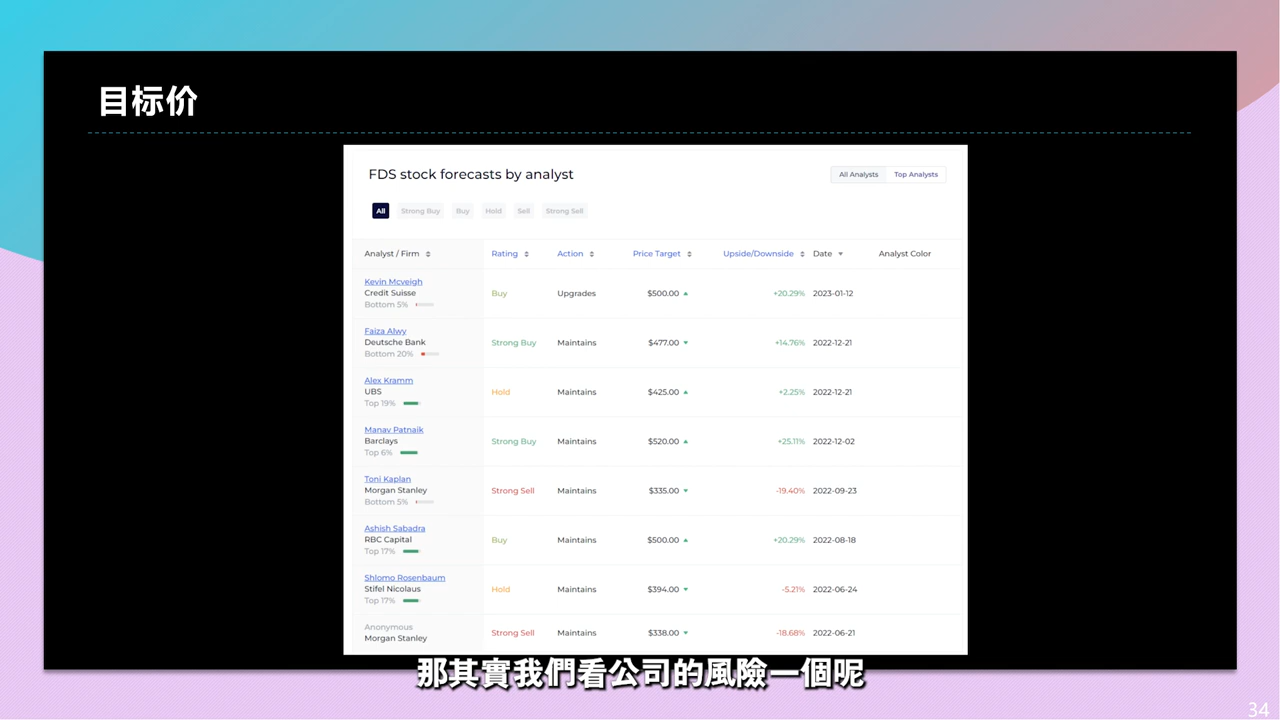 目标价
FDS stock forecasts by analyst
All Analysts Top Analysts
All Strong Buy Buy Hold Sell Strong Sell
Analyst / Firm Rating Action Price Target Upside/Downside Date Analyst Color
Kevin Mcveigh
Credit Suisse Buy Upgrades $500.00 +20.29% 2023-01-12
Bottom 5%
Faiza Alwy
Deutsche Bank Strong Buy Maintains $477.00 +14.76% 2022-12-21
Bottom 20%
Alex Kramm
UBS Hold Maintains $425.00 +2.25% 2022-12-21
Top 19%
Manav Patnaik
Barclays Strong Buy Maintains $520.00 +25.11% 2022-12-02
Top 6%
Toni Kaplan
Morgan Stanley Strong Sell Maintains $335.00 -19.40% 2022-09-23
Bottom 5%
Ashish Sabadra
RBC Capital Buy Maintains $500.00 +20.29% 2022-08-18
Top 17%
Shlomo Rosenbaum
Stifel Nicolaus Hold Maintains $394.00 -5.21% 2022-06-24
Top 17%
Anonymous
Morgan Stanley Strong Sell Maintains $338.00 -18.68% 2022-06-21
那其實我們看公司的風險一個呢
34